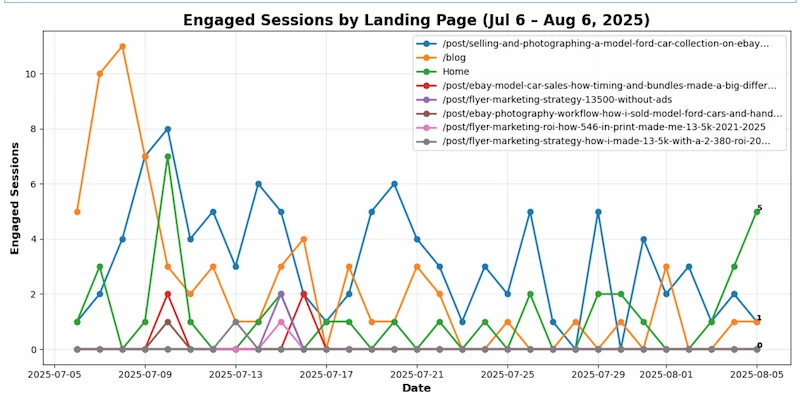 Engaged Sessions by Landing Page (Jul 6 – Aug 6, 2025)
/post/selling-and-photographing-a-model-ford-car-collection-on-ebay...
/blog
Home
/post/ebay-model-car-sales-how-timing-and-bundles-made-a-big-differ...
/post/flyer-marketing-strategy-13500-without-ads
/post/ebay-photography-workflow-how-i-sold-model-ford-cars-and-hand...
/post/flyer-marketing-roi-how-546-in-print-made-me-13-5k-2021-2025
/post/flyer-marketing-strategy-how-i-made-13-5k-with-a-2-380-roi-20...
Engaged Sessions
10
8
6
4
2
0
5
1
0
2025-07-05 2025-07-09 2025-07-13 2025-07-17 2025-07-21 2025-07-25 2025-07-29 2025-08-01 2025-08-05
Date